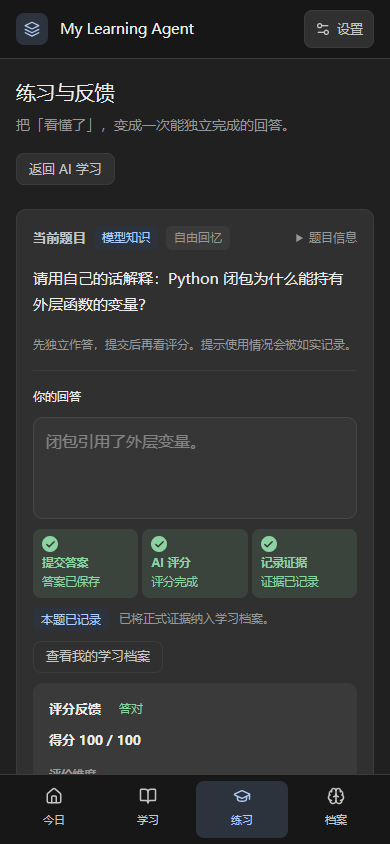 My Learning Agent
设置
练习与反馈
把「看懂了」，变成一次能独立完成的回答。
返回 AI 学习
当前题目 模型知识 自由回忆 ▶ 题目信息
请用自己的话解释：Python 闭包为什么能持有
外层函数的变量？
先独立作答，提交后再看评分。提示使用情况会被如实记录。
你的回答
闭包引用了外层变量。
提交答案 AI 评分 记录证据
答案已保存 评分完成 证据已记录
本题已记录 已将正式证据纳入学习档案。
查看我的学习档案
评分反馈 答对
得分 100 / 100
今日 学习 练习 档案